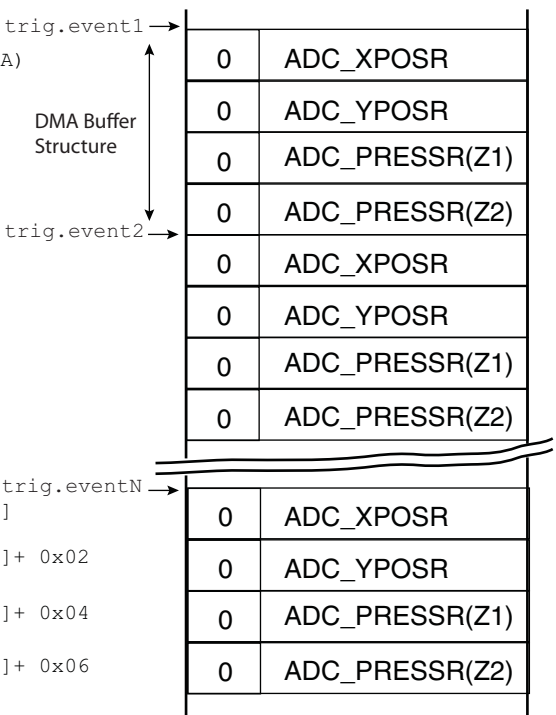 trig.event1
A)
0 ADC_XPOSR
DMA Buffer
Structure
0 ADC_YPOSR
0 ADC_PRESSR(Z1)
0 ADC_PRESSR(Z2)
trig.event2
0 ADC_XPOSR
0 ADC_YPOSR
0 ADC_PRESSR(Z1)
0 ADC_PRESSR(Z2)
trig.eventN
] 0 ADC_XPOSR
]+ 0x02 0 ADC_YPOSR
]+ 0x04 0 ADC_PRESSR(Z1)
]+ 0x06 0 ADC_PRESSR(Z2)